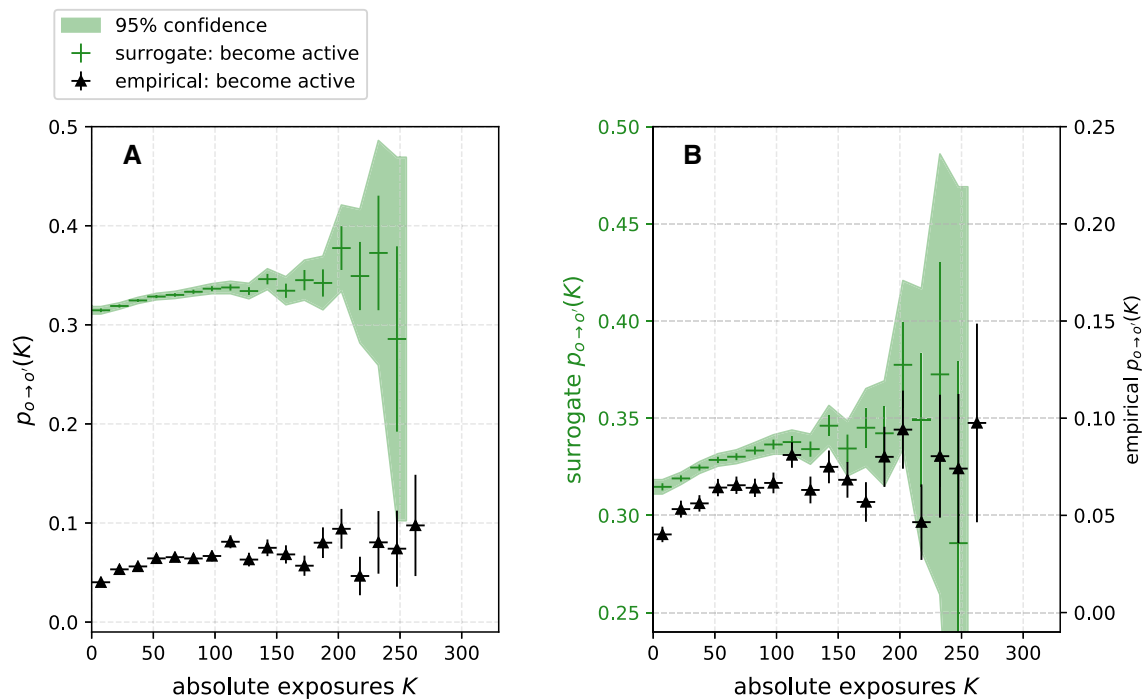 95% confidence
surrogate: become active
empirical: become active
A
0.5
0.4
0.3
0.2
0.1
0.0
p_{o→o′}(K)
0 50 100 150 200 250 300
absolute exposures K
B
0.50
0.45
0.40
0.35
0.30
0.25
surrogate p_{o→o′}(K)
0.25
0.20
0.15
0.10
0.05
0.00
empirical p_{o→o′}(K)
0 50 100 150 200 250 300
absolute exposures K